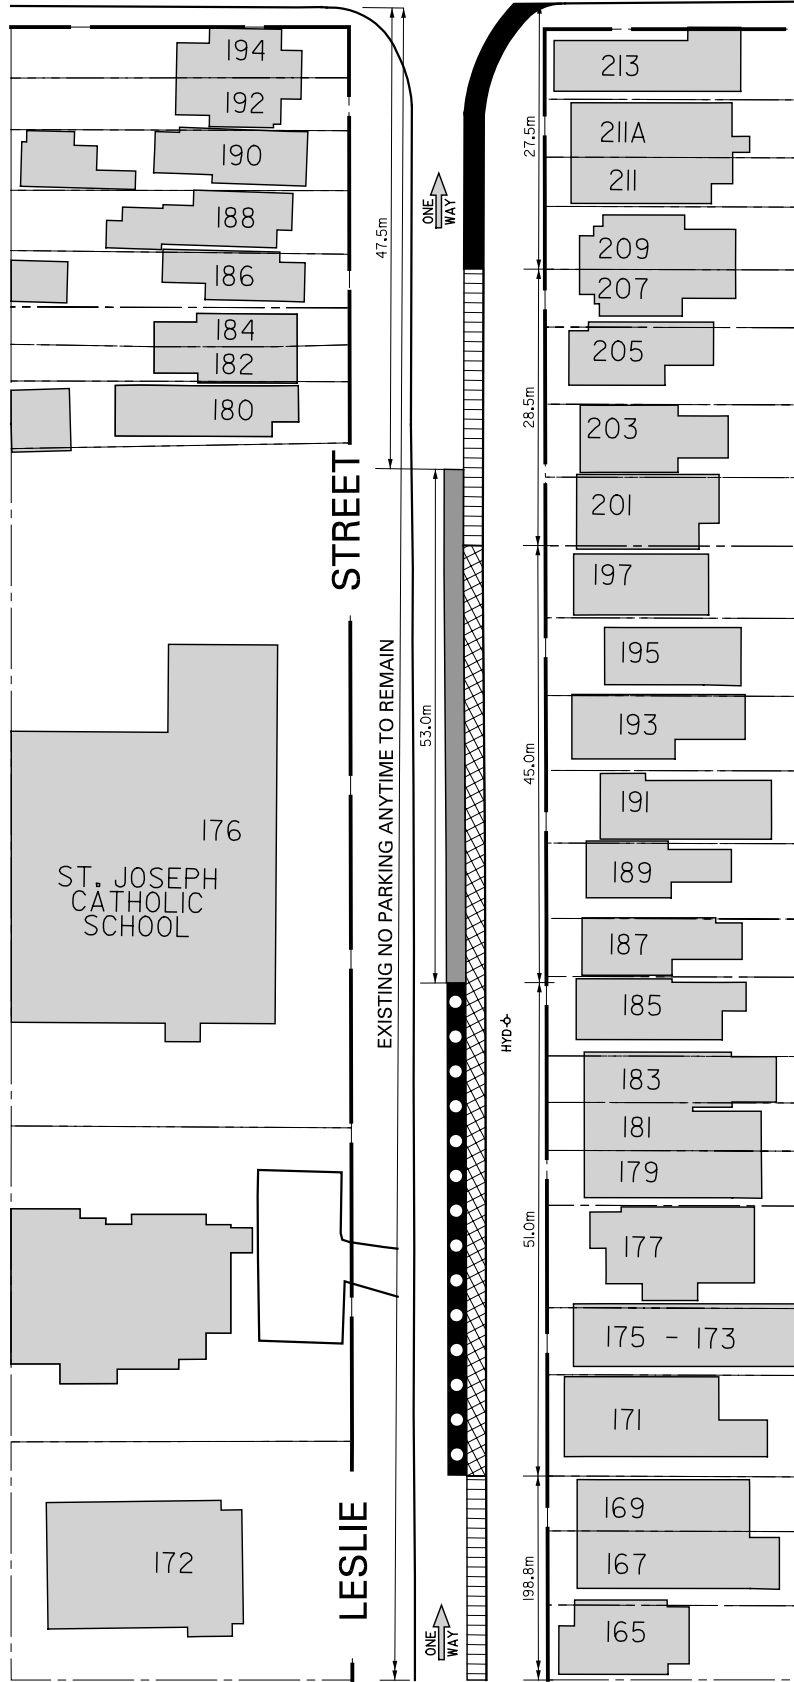 194
192
190
188
186
184
182
180
STREET
176
ST. JOSEPH
CATHOLIC
SCHOOL
172
LESLIE
EXISTING NO PARKING ANYTIME TO REMAIN
47.5m
53.0m
ONE
WAY
ONE
WAY
27.5m
28.5m
45.0m
HYD
51.0m
198.8m
213
211A
211
209
207
205
203
201
197
195
193
191
189
187
185
183
181
179
177
175 - 173
171
169
167
165